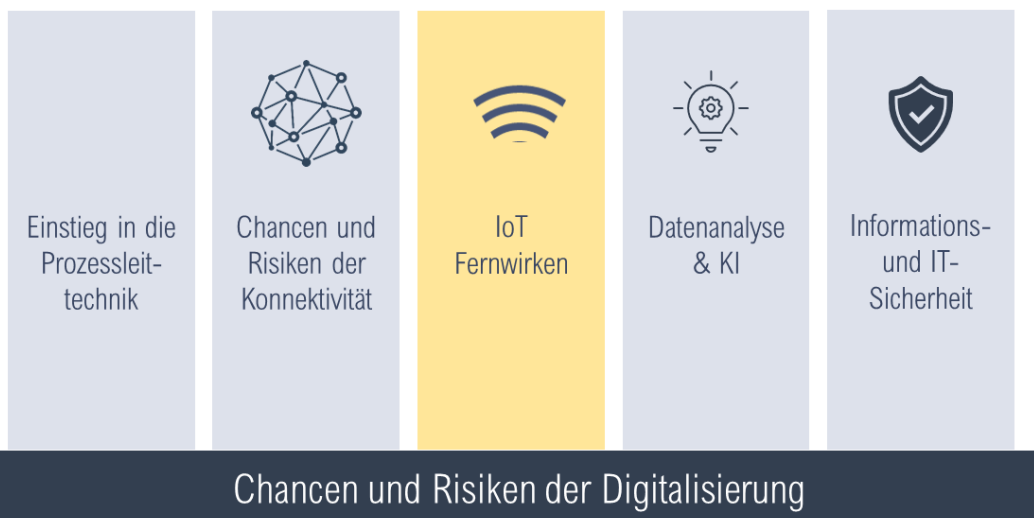 Einstieg in die
Prozessleit-
technik
Chancen und
Risiken der
Konnektivität
IoT
Fernwirken
Datenanalyse
& KI
Informations-
und IT-
Sicherheit
Chancen und Risiken der Digitalisierung